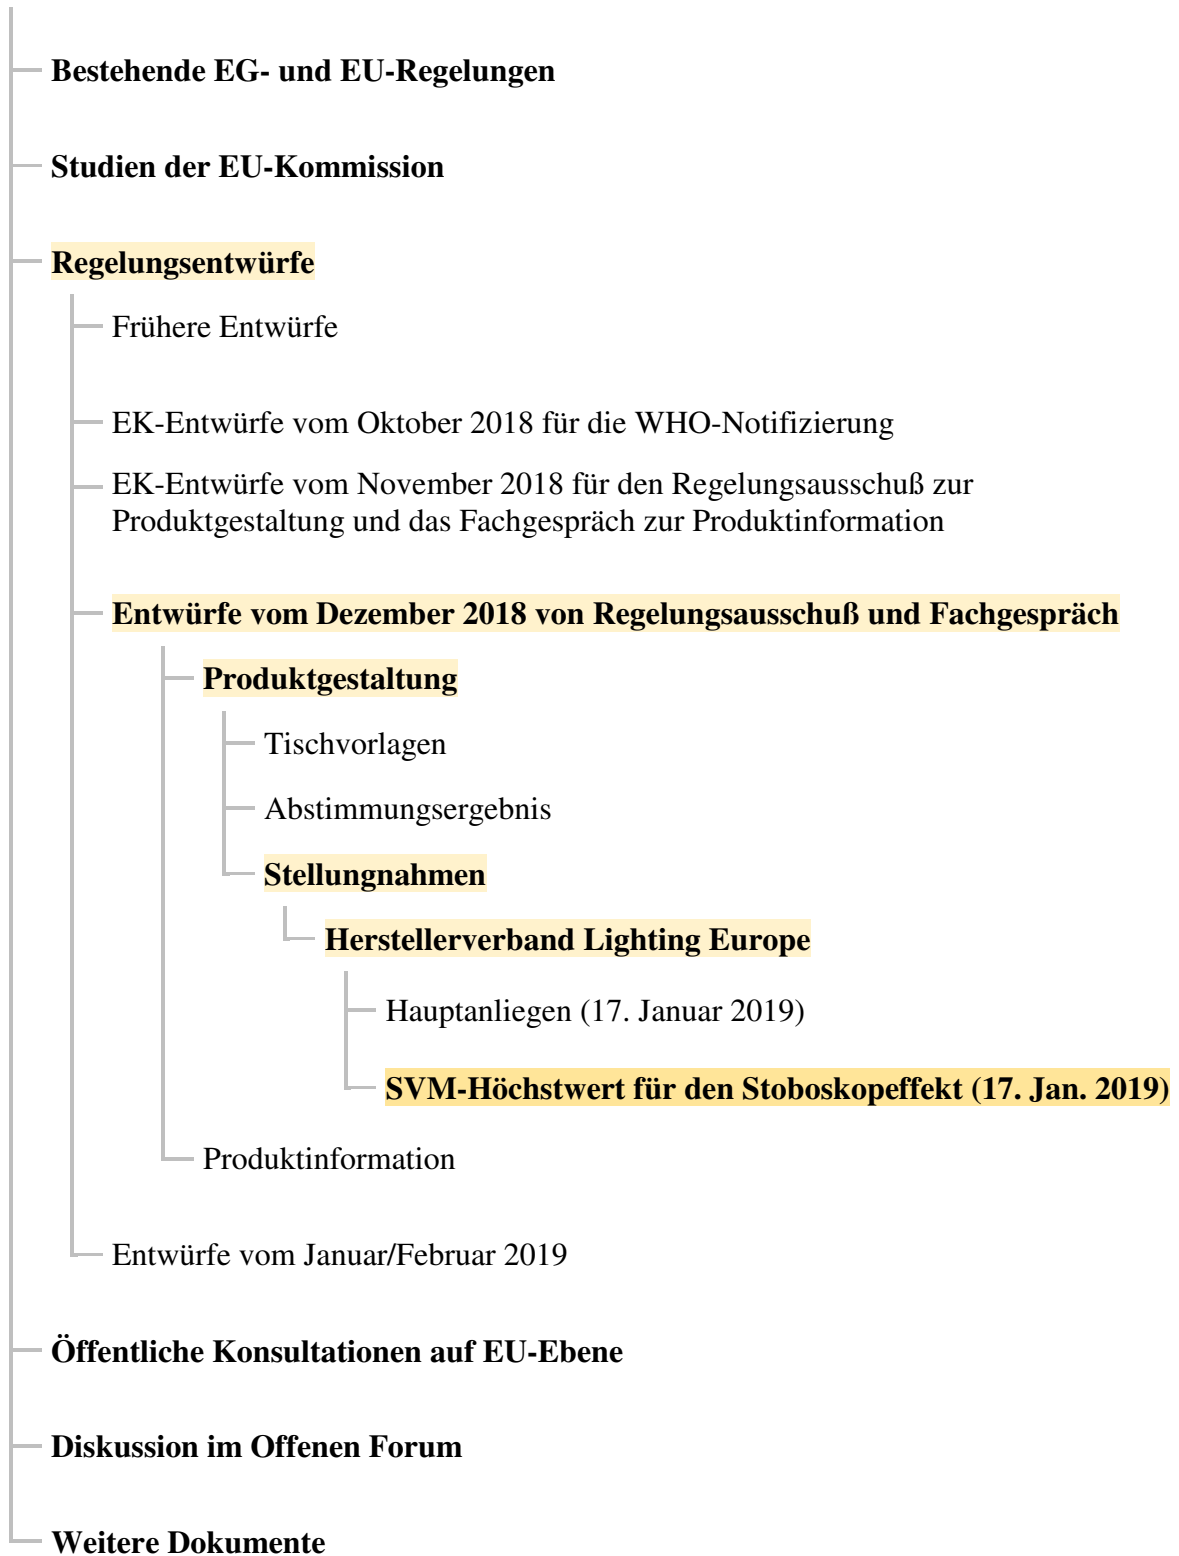 Bestehende EG- und EU-Regelungen
Studien der EU-Kommission
Regelungsentwürfe
Frühere Entwürfe
EK-Entwürfe vom Oktober 2018 für die WHO-Notifizierung
EK-Entwürfe vom November 2018 für den Regelungsausschuß zur
Produktgestaltung und das Fachgespräch zur Produktinformation
Entwürfe vom Dezember 2018 von Regelungsausschuß und Fachgespräch
Produktgestaltung
Tischvorlagen
Abstimmungsergebnis
Stellungnahmen
Herstellerverband Lighting Europe
Hauptanliegen (17. Januar 2019)
SVM-Höchstwert für den Stoboskopeffekt (17. Jan. 2019)
Produktinformation
Entwürfe vom Januar/Februar 2019
Öffentliche Konsultationen auf EU-Ebene
Diskussion im Offenen Forum
Weitere Dokumente